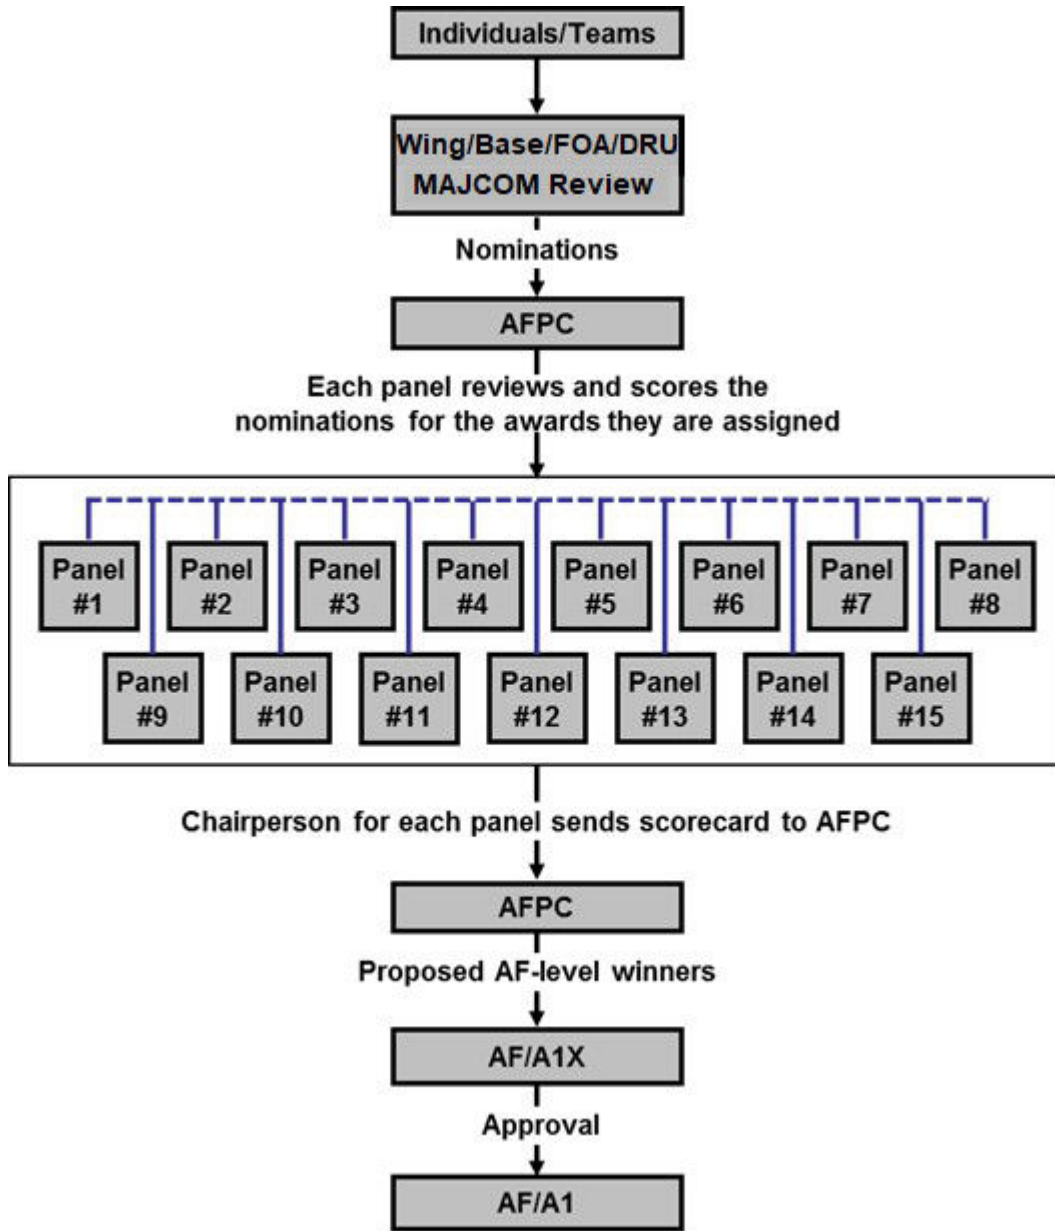 Individuals/Teams
Wing/Base/FOA/DRU
MAJCOM Review
Nominations
AFPC
Each panel reviews and scores the
nominations for the awards they are assigned
Panel
#1
Panel
#2
Panel
#3
Panel
#4
Panel
#5
Panel
#6
Panel
#7
Panel
#8
Panel
#9
Panel
#10
Panel
#11
Panel
#12
Panel
#13
Panel
#14
Panel
#15
Chairperson for each panel sends scorecard to AFPC
AFPC
Proposed AF-level winners
AF/A1X
Approval
AF/A1